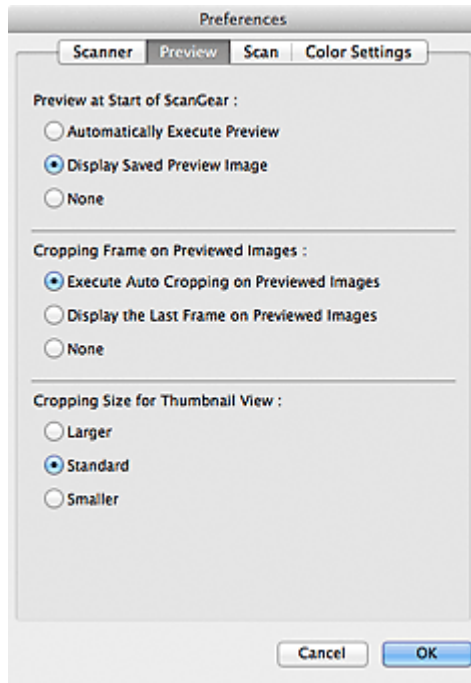 Preferences
Scanner Preview Scan Color Settings
Preview at Start of ScanGear :
Automatically Execute Preview
Display Saved Preview Image
None
Cropping Frame on Previewed Images :
Execute Auto Cropping on Previewed Images
Display the Last Frame on Previewed Images
None
Cropping Size for Thumbnail View :
Larger
Standard
Smaller
Cancel OK